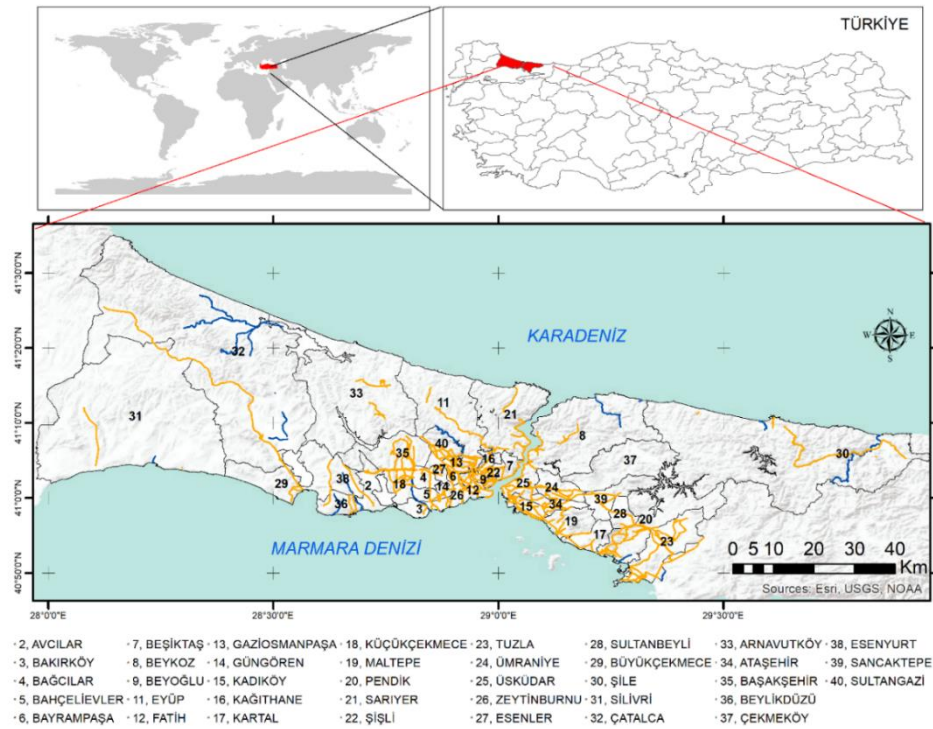 TÜRKİYE
41°30'0"N
41°20'0"N
41°10'0"N
41°0'0"N
40°50'0"N
KARADENİZ
MARMARA DENİZİ
N
W E
S
32
33
11
21
31
8
40
35
16
13
7
37
30
27
6
22
38
2
4
9
25
24
29
18
14
12
39
5
26
15
34
28
36
3
19
20
17
23
0 5 10 20 30 40
Km
Sources: Esri, USGS, NOAA
28°0'0"E 28°30'0"E 29°0'0"E 29°30'0"E
2, AVCILAR 7, BEŞİKTAŞ 13, GAZİOSMANPAŞA 18, KÜÇÜKÇEKMECE 23, TUZLA 28, SULTANBEYLİ 33, ARNAVUTKÖY 38, ESENYURT
3, BAKIRKÖY 8, BEYKOZ 14, GÜNGÖREN 19, MALTEPE 24, ÜMRANİYE 29, BÜYÜKÇEKMECE 34, ATAŞEHİR 39, SANCAKTEPE
4, BAĞCILAR 9, BEYOĞLU 15, KADIKÖY 20, PENDİK 25, ÜSKÜDAR 30, ŞİLE 35, BAŞAKŞEHİR 40, SULTANGAZİ
5, BAHÇELİEVLER 11, EYÜP 16, KAĞITHANE 21, SARIYER 26, ZEYTİNBURNU 31, SİLİVRİ 36, BEYLİKDÜZÜ
6, BAYRAMPAŞA 12, FATİH 17, KARTAL 22, ŞİŞLİ 27, ESENLER 32, ÇATALCA 37, ÇEKMEKÖY